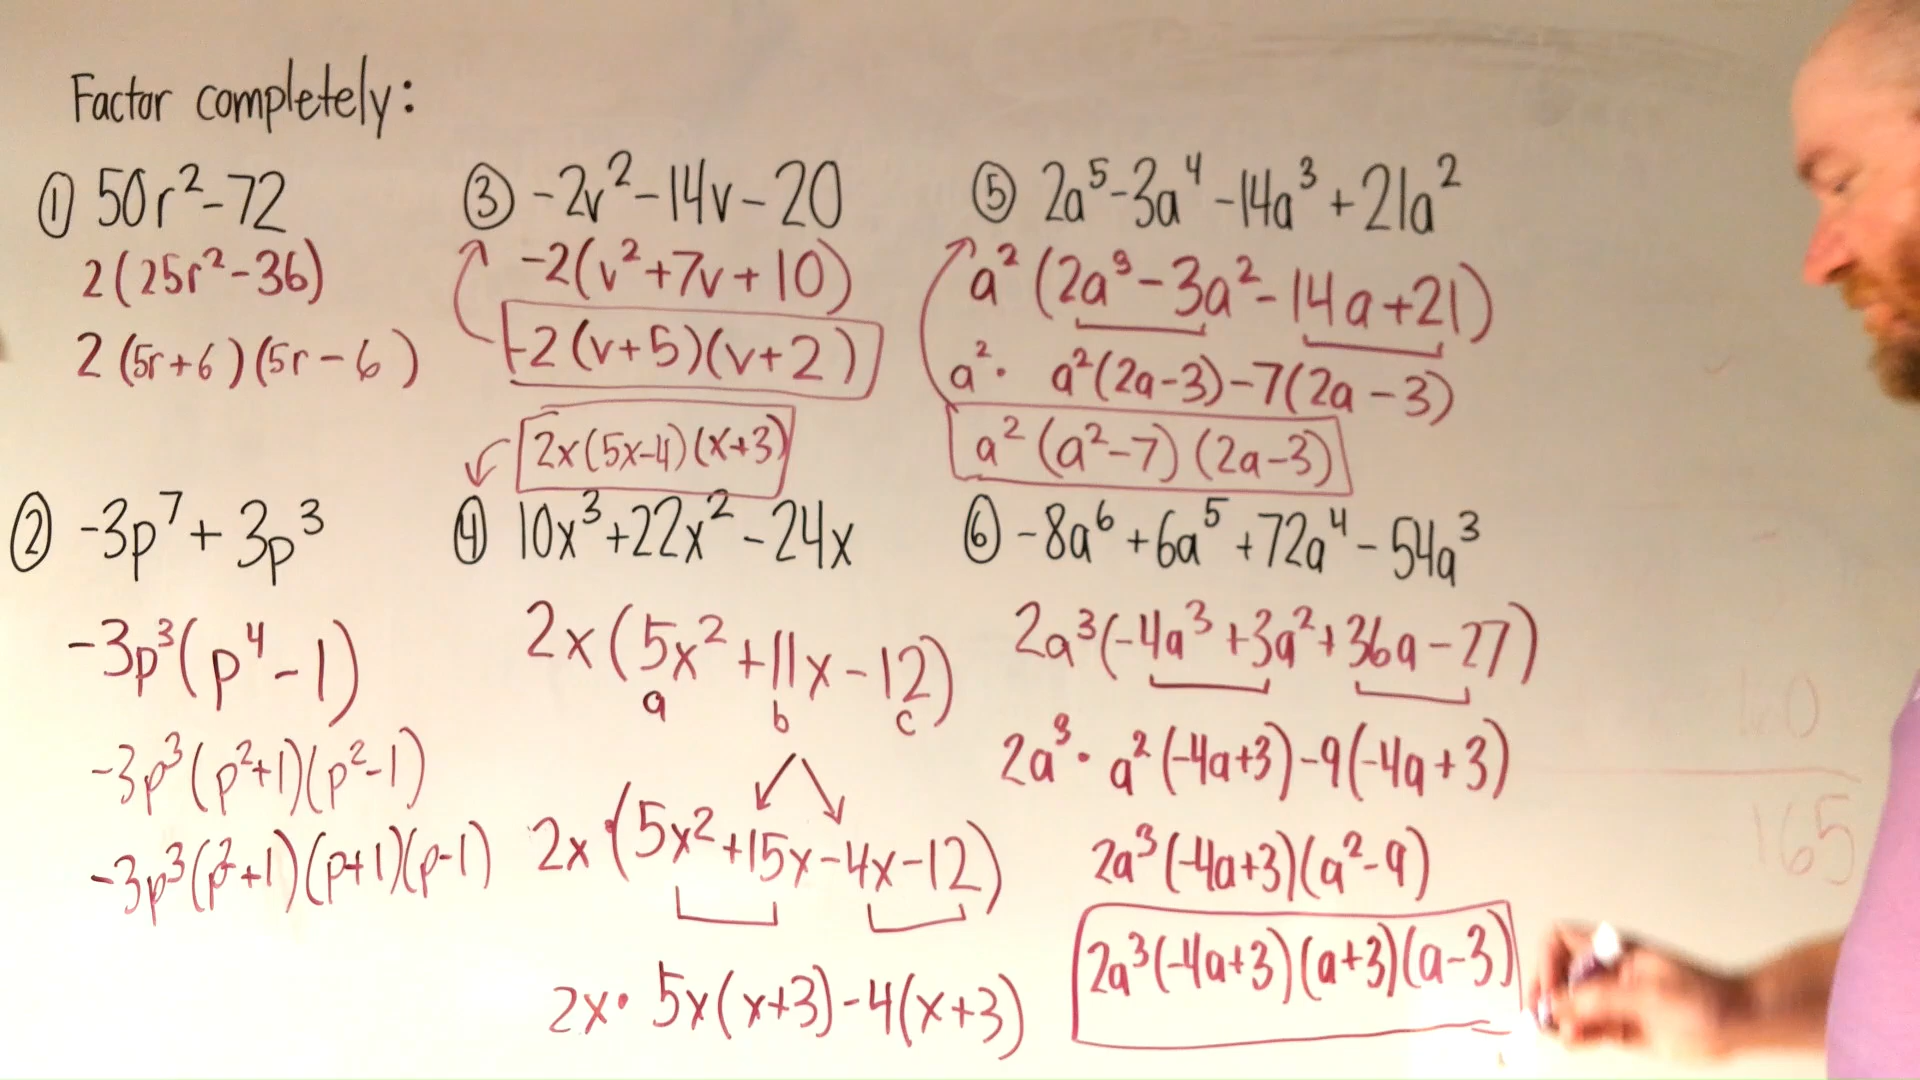 Factor completely:
① 50r²-72
2(25r²-36)
2(5r+6)(5r-6)
② -3p⁷+3p³
-3p³(p⁴-1)
-3p³(p²+1)(p²-1)
-3p³(p²+1)(p+1)(p-1)
③ -2v²-14v-20
-2(v²+7v+10)
-2(v+5)(v+2)
2x(5x-4)(x+3)
④ 10x³+22x²-24x
2x(5x²+11x-12)
a b c
2x·(5x²+15x-4x-12)
2x· 5x(x+3)-4(x+3)
⑤ 2a⁵-3a⁴-14a³+21a²
a²(2a³-3a²-14a+21)
a²· a²(2a-3)-7(2a-3)
a²(a²-7)(2a-3)
⑥ -8a⁶+6a⁵+72a⁴-54a³
2a³(-4a³+3a²+36a-27)
2a³· a²(-4a+3)-9(-4a+3)
2a³(-4a+3)(a²-9)
2a³(-4a+3)(a+3)(a-3)
165